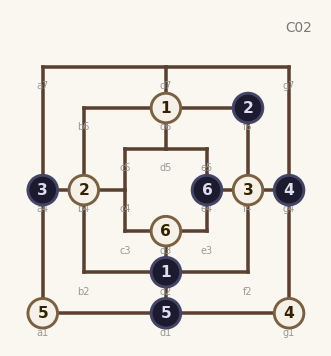 C02
a7 d7 g7
1 2
b6 d6 f6
c5 d5 e5
3 2 6 3 4
a4 b4 c4 e4 f4 g4
6
c3 d3 e3
1
b2 d2 f2
5 5 4
a1 d1 g1